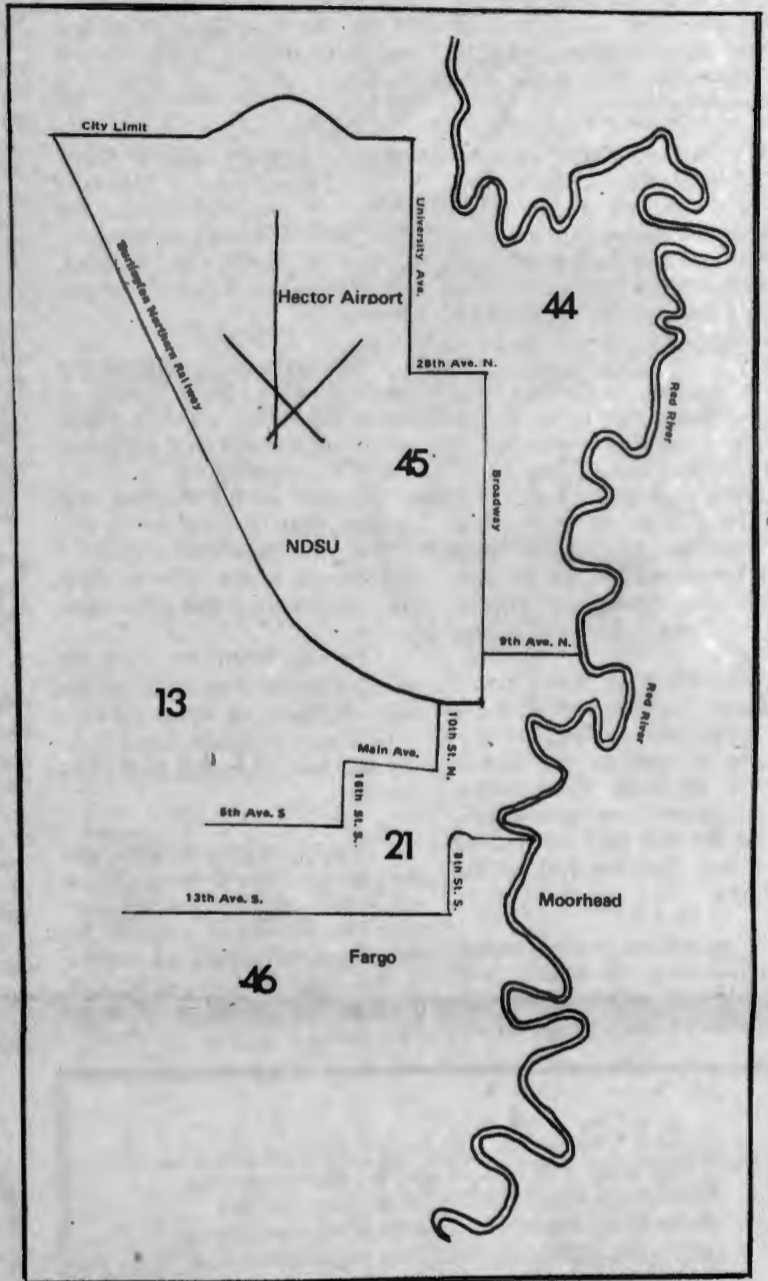 City Limit
University Ave.
Burlington Northern Railway
Hector Airport
44
28th Ave. N.
Red River
45
Broadway
NDSU
9th Ave. N.
13
Red River
10th St. N.
Main Ave.
16th St. S.
5th Ave. S
21
8th St. S.
13th Ave. S.
Moorhead
Fargo
46